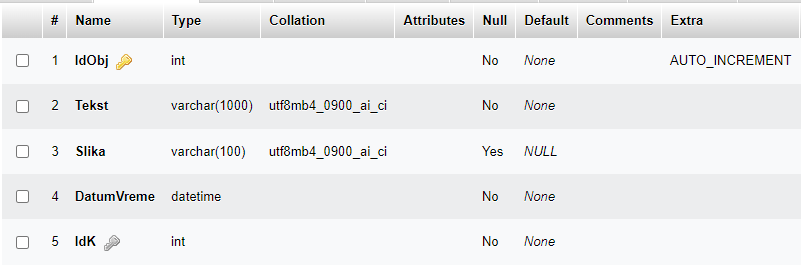 # Name Type Collation Attributes Null Default Comments Extra
1 IdObj int No None AUTO_INCREMENT
2 Tekst varchar(1000) utf8mb4_0900_ai_ci No None
3 Slika varchar(100) utf8mb4_0900_ai_ci Yes NULL
4 DatumVreme datetime No None
5 IdK int No None